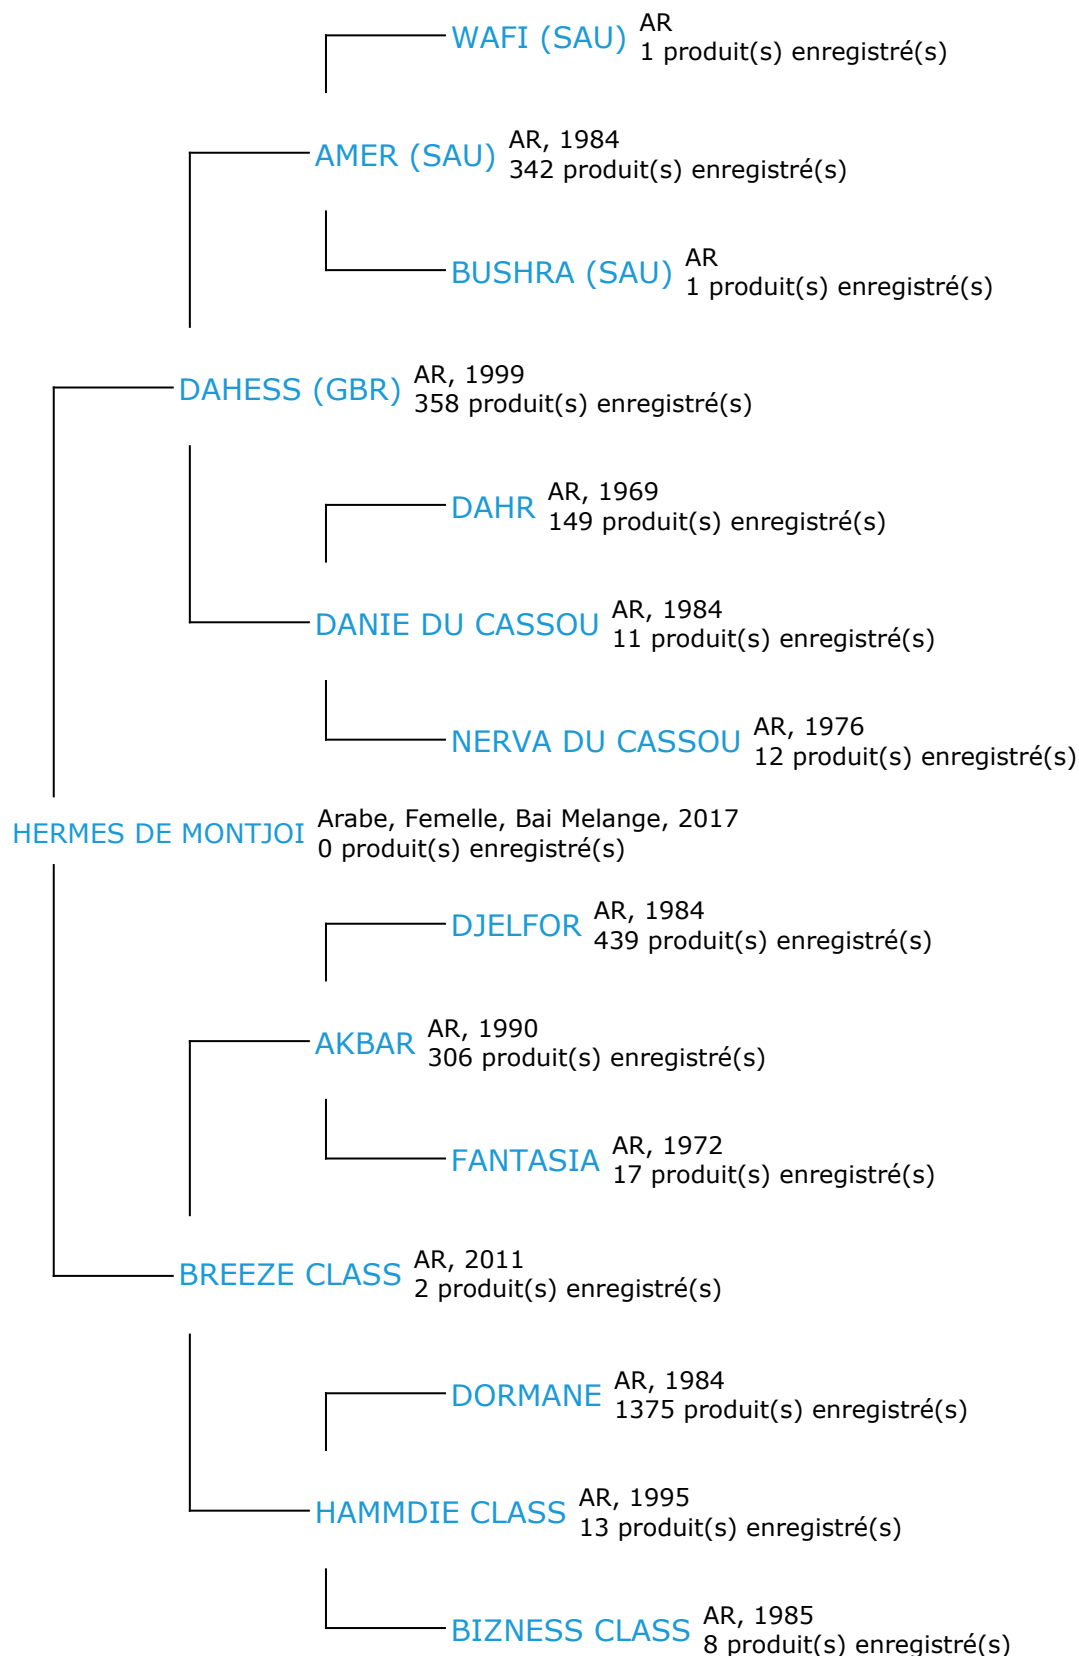 WAFI (SAU) AR
1 produit(s) enregistré(s)
AMER (SAU) AR, 1984
342 produit(s) enregistré(s)
BUSHRA (SAU) AR
1 produit(s) enregistré(s)
DAHESS (GBR) AR, 1999
358 produit(s) enregistré(s)
DAHR AR, 1969
149 produit(s) enregistré(s)
DANIE DU CASSOU AR, 1984
11 produit(s) enregistré(s)
NERVA DU CASSOU AR, 1976
12 produit(s) enregistré(s)
HERMES DE MONTJOI Arabe, Femelle, Bai Melange, 2017
0 produit(s) enregistré(s)
DJELFOR AR, 1984
439 produit(s) enregistré(s)
AKBAR AR, 1990
306 produit(s) enregistré(s)
FANTASIA AR, 1972
17 produit(s) enregistré(s)
BREEZE CLASS AR, 2011
2 produit(s) enregistré(s)
DORMANE AR, 1984
1375 produit(s) enregistré(s)
HAMMDIE CLASS AR, 1995
13 produit(s) enregistré(s)
BIZNESS CLASS AR, 1985
8 produit(s) enregistré(s)